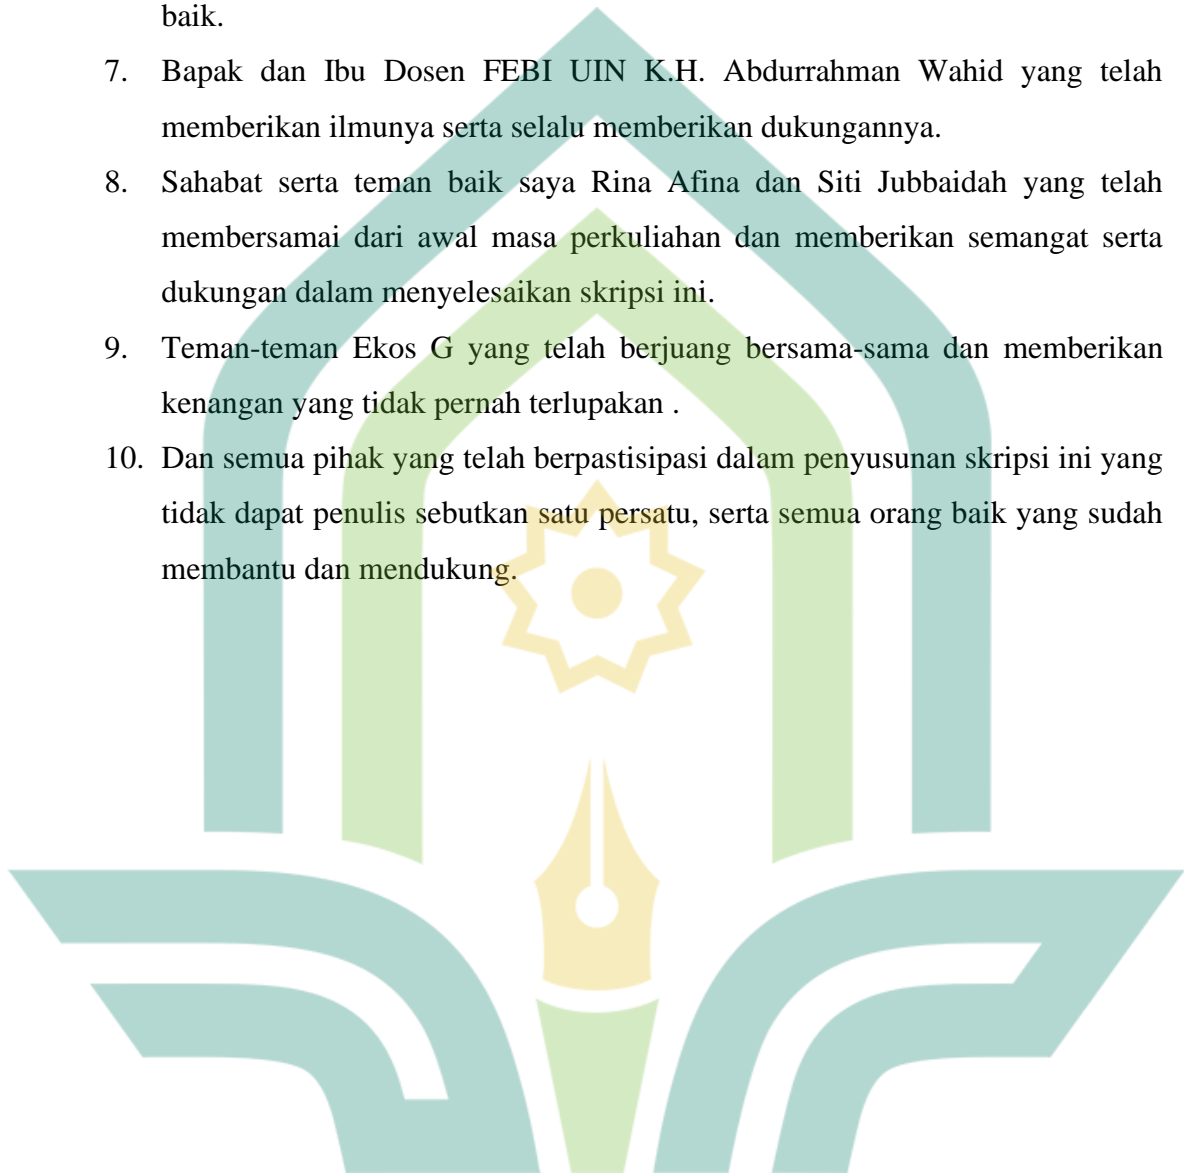 baik.
7. Bapak dan Ibu Dosen FEBI UIN K.H. Abdurrahman Wahid yang telah
memberikan ilmunya serta selalu memberikan dukungannya.
8. Sahabat serta teman baik saya Rina Afina dan Siti Jubbaidah yang telah
membersamai dari awal masa perkuliahan dan memberikan semangat serta
dukungan dalam menyelesaikan skripsi ini.
9. Teman-teman Ekos G yang telah berjuang bersama-sama dan memberikan
kenangan yang tidak pernah terlupakan .
10. Dan semua pihak yang telah berpastisipasi dalam penyusunan skripsi ini yang
tidak dapat penulis sebutkan satu persatu, serta semua orang baik yang sudah
membantu dan mendukung.